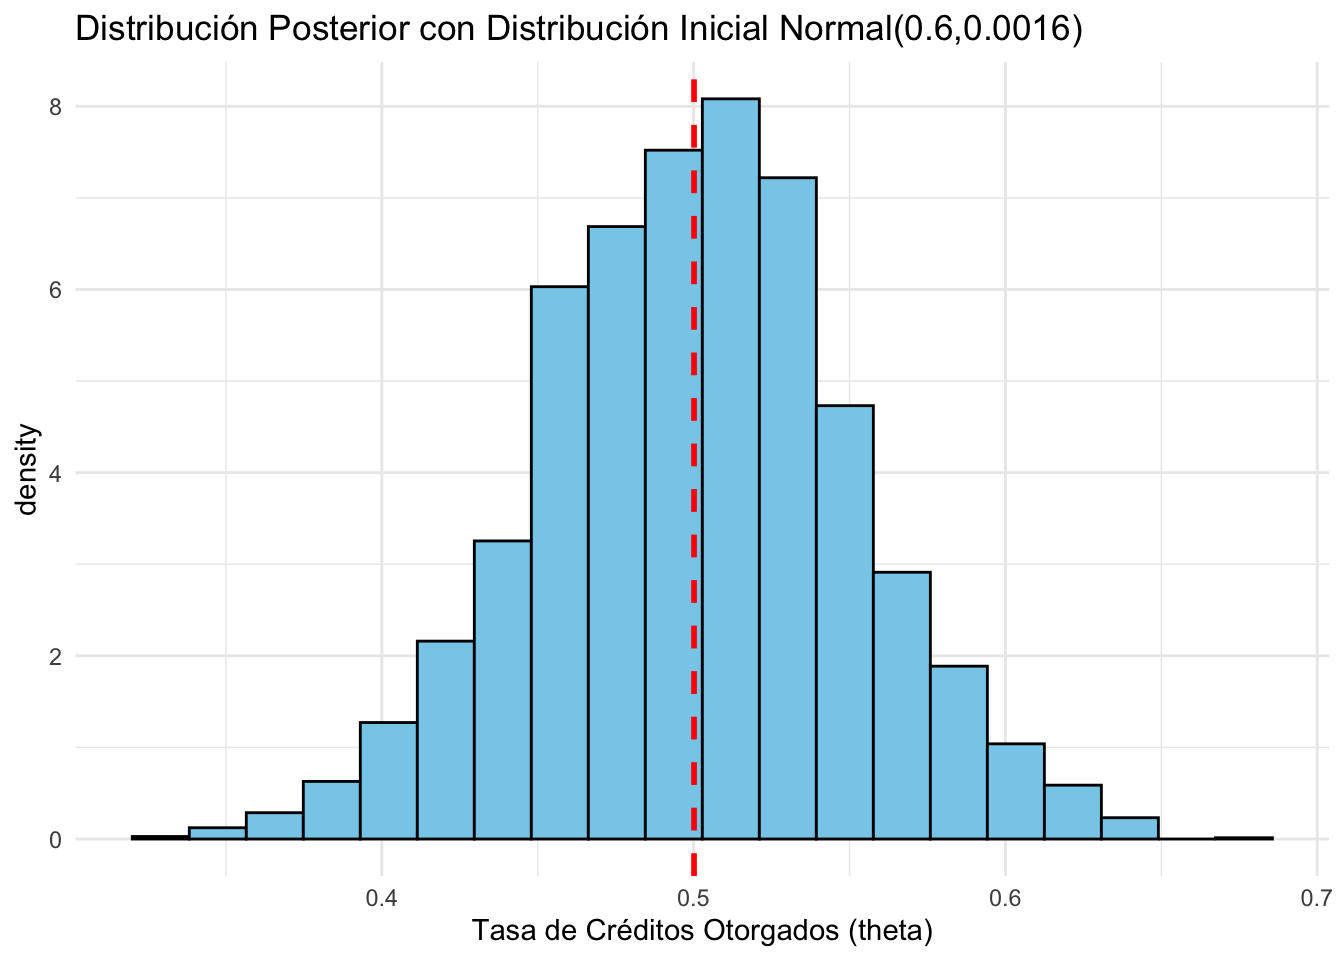 Distribución Posterior con Distribución Inicial Normal(0.6,0.0016)
8
6
4
2
0
density
0.4 0.5 0.6 0.7
Tasa de Créditos Otorgados (theta)